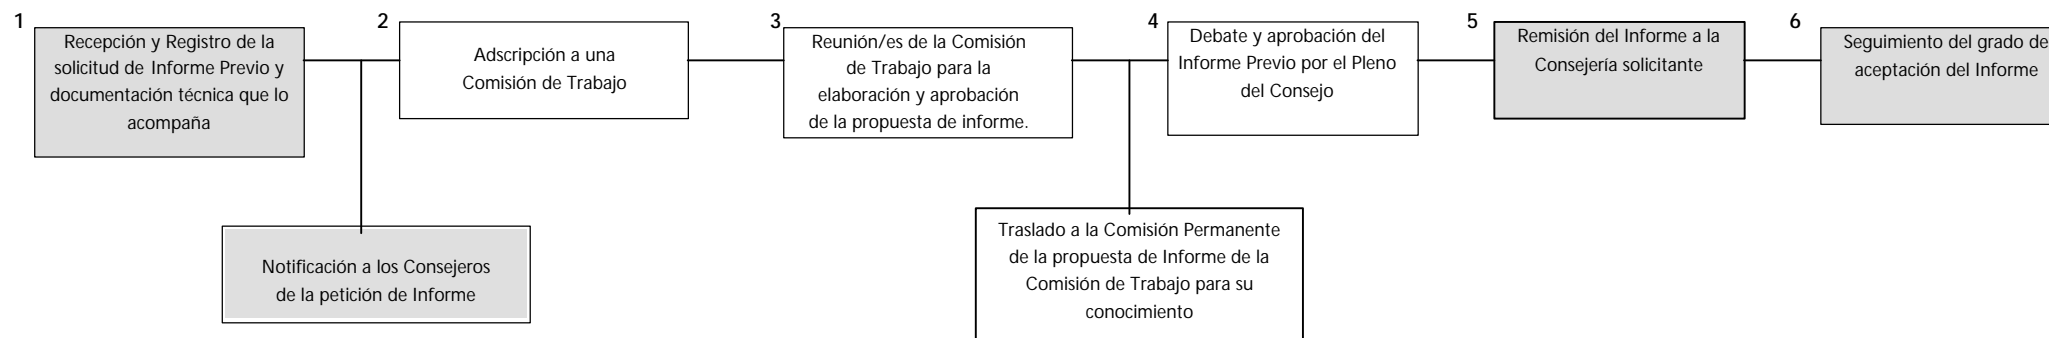 1
Recepción y Registro de la
solicitud de Informe Previo y
documentación técnica que lo
acompaña
2
Adscripción a una
Comisión de Trabajo
3
Reunión/es de la Comisión
de Trabajo para la
elaboración y aprobación
de la propuesta de informe.
4
Debate y aprobación del
Informe Previo por el Pleno
del Consejo
5
Remisión del Informe a la
Consejería solicitante
6
Seguimiento del grado de
aceptación del Informe
Notificación a los Consejeros
de la petición de Informe
Traslado a la Comisión Permanente
de la propuesta de Informe de la
Comisión de Trabajo para su
conocimiento